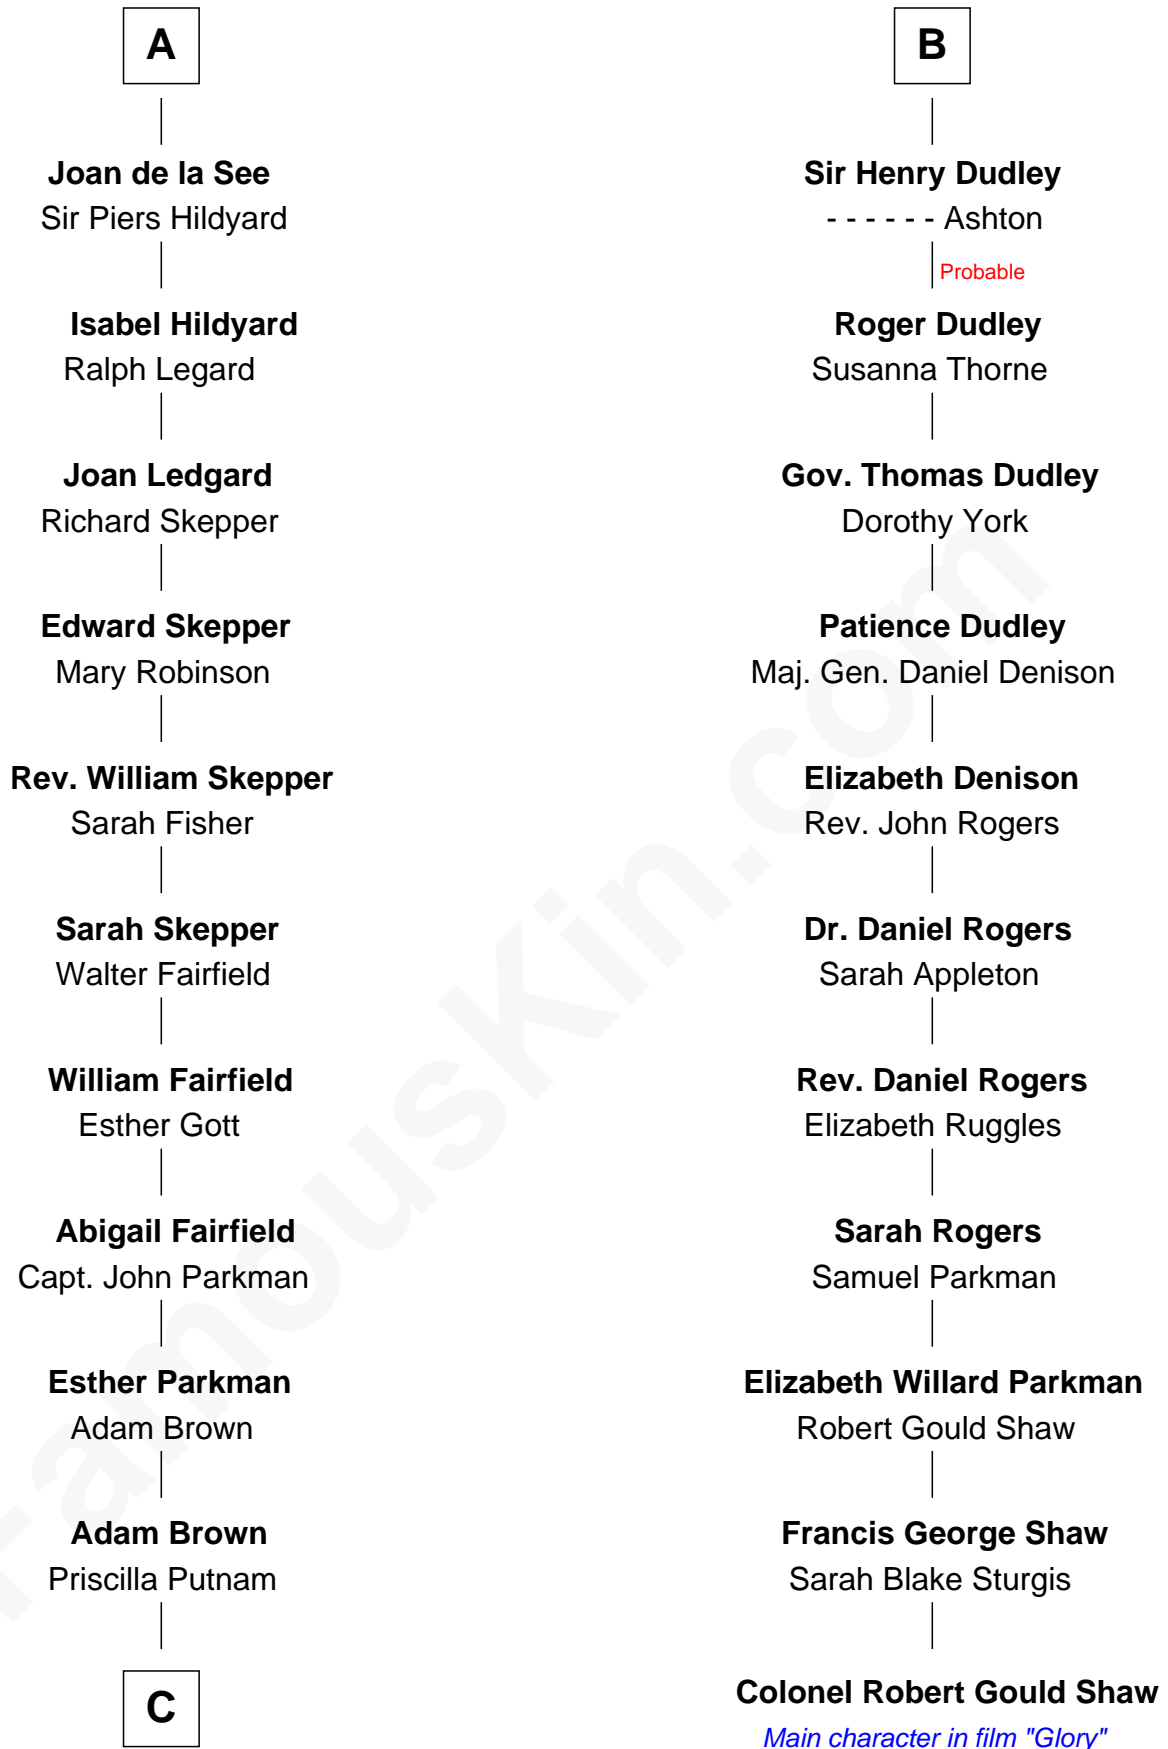 A
Joan de la See
Sir Piers Hildyard
Isabel Hildyard
Ralph Legard
Joan Ledgard
Richard Skepper
Edward Skepper
Mary Robinson
Rev. William Skepper
Sarah Fisher
Sarah Skepper
Walter Fairfield
William Fairfield
Esther Gott
Abigail Fairfield
Capt. John Parkman
Esther Parkman
Adam Brown
Adam Brown
Priscilla Putnam
C
B
Sir Henry Dudley
- - - - - - Ashton
Probable
Roger Dudley
Susanna Thorne
Gov. Thomas Dudley
Dorothy York
Patience Dudley
Maj. Gen. Daniel Denison
Elizabeth Denison
Rev. John Rogers
Dr. Daniel Rogers
Sarah Appleton
Rev. Daniel Rogers
Elizabeth Ruggles
Sarah Rogers
Samuel Parkman
Elizabeth Willard Parkman
Robert Gould Shaw
Francis George Shaw
Sarah Blake Sturgis
Colonel Robert Gould Shaw
Main character in film "Glory"
FamousKin.com